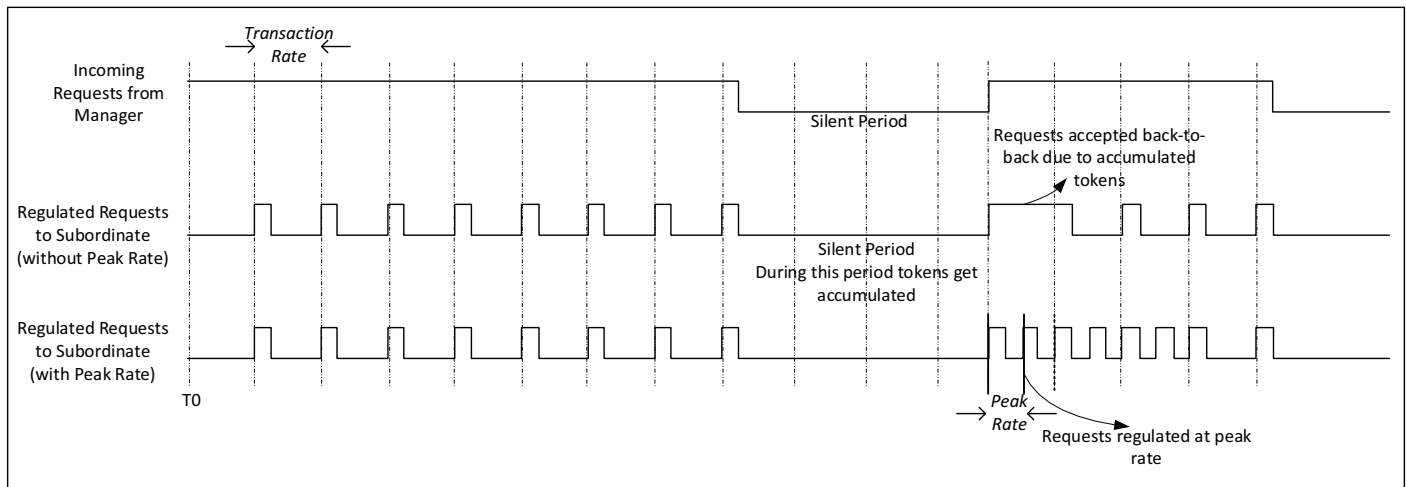 Transaction
Rate
Incoming
Requests from
Manager
Silent Period
Requests accepted back-to-
back due to accumulated
tokens
Regulated Requests
to Subordinate
(without Peak Rate)
Silent Period
During this period tokens get
accumulated
Regulated Requests
to Subordinate
(with Peak Rate)
T0
Peak
Rate
Requests regulated at peak
rate